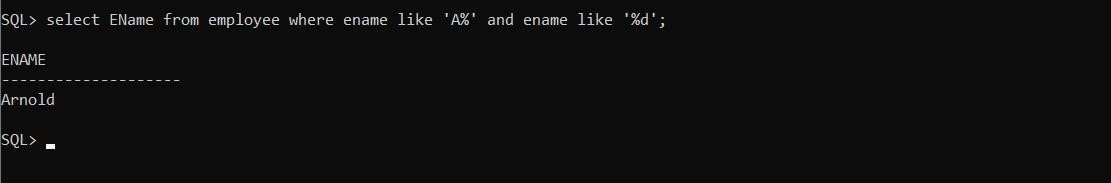 SQL> select EName from employee where ename like 'A%' and ename like '%d';
ENAME
--------------------
Arnold
SQL>